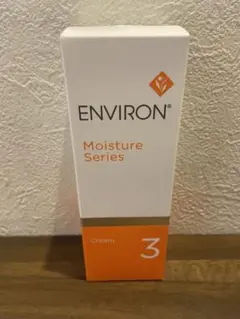 ENVIRON®
Moisture
Series
Cream 3